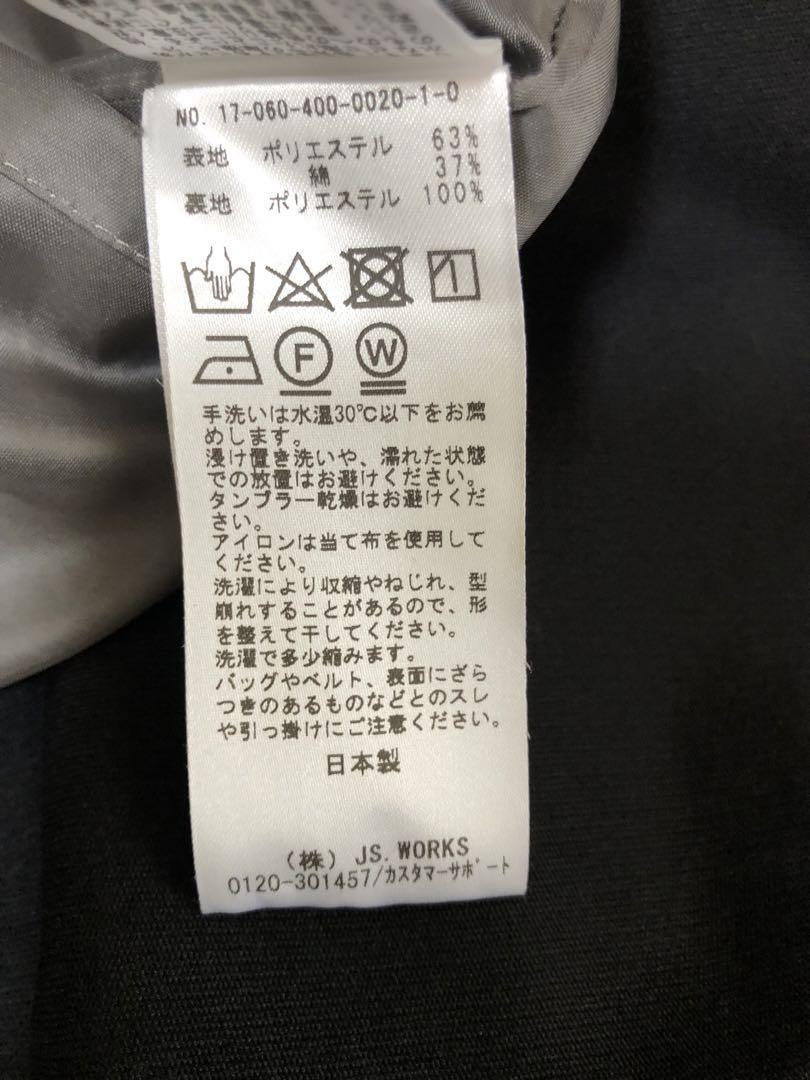 NO. 17-060-400-0020-1-0
表地 ポリエステル 63%
綿 37%
裏地 ポリエステル 100%
F W
手洗いは水温30℃以下をお薦
めします。
浸け置き洗いや、濡れた状態
での放置はお避けください。
タンブラー乾燥はお避けくだ
さい。
アイロンは当て布を使用して
ください。
洗濯により収縮やねじれ、型
崩れすることがあるので、形
を整えて干してください。
洗濯で多少縮みます。
バッグやベルト、表面にざら
つきのあるものなどとのスレ
や引っ掛けにご注意ください。
日本製
(株) JS.WORKS
0120-301457/カスタマーサポート